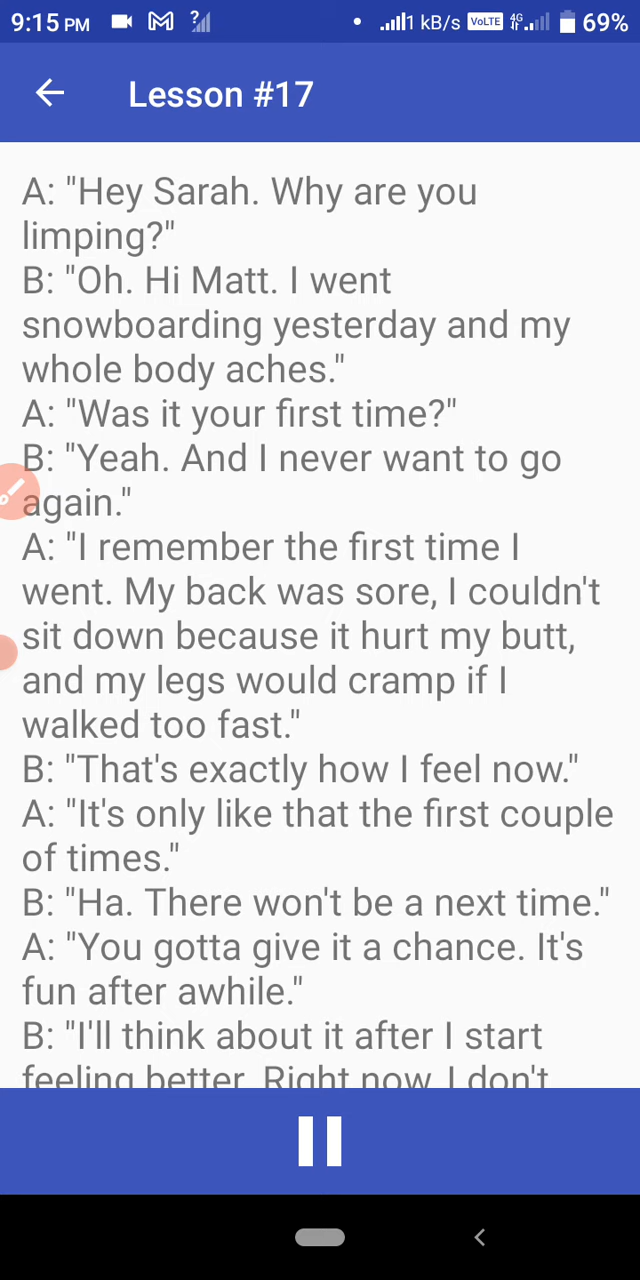 9:15 PM ? 1 kB/s VoLTE 4G 69%
Lesson #17
A: "Hey Sarah. Why are you
limping?"
B: "Oh. Hi Matt. I went
snowboarding yesterday and my
whole body aches."
A: "Was it your first time?"
B: "Yeah. And I never want to go
again."
A: "I remember the first time I
went. My back was sore, I couldn't
sit down because it hurt my butt,
and my legs would cramp if I
walked too fast."
B: "That's exactly how I feel now."
A: "It's only like that the first couple
of times."
B: "Ha. There won't be a next time."
A: "You gotta give it a chance. It's
fun after awhile."
B: "I'll think about it after I start
feeling better. Right now, I don't